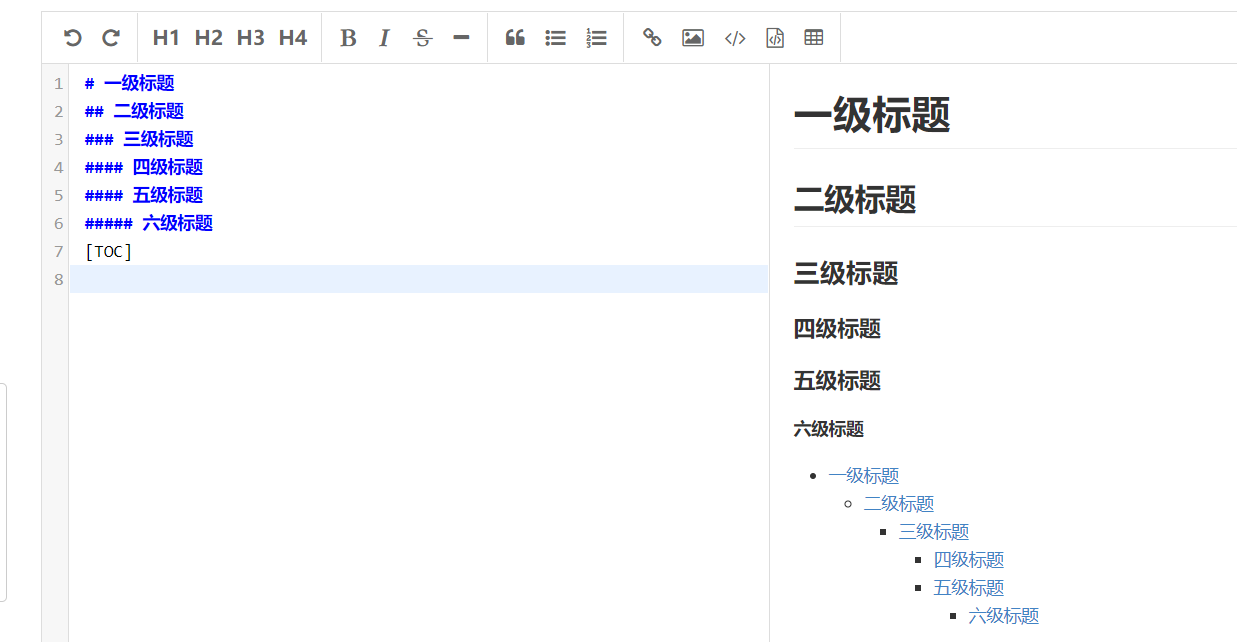 H1 H2 H3 H4 B I S
1 # 一级标题
2 ## 二级标题
3 ### 三级标题
4 #### 四级标题
5 #### 五级标题
6 ##### 六级标题
7 [TOC]
8
一级标题
二级标题
三级标题
四级标题
五级标题
六级标题
一级标题
二级标题
三级标题
四级标题
五级标题
六级标题